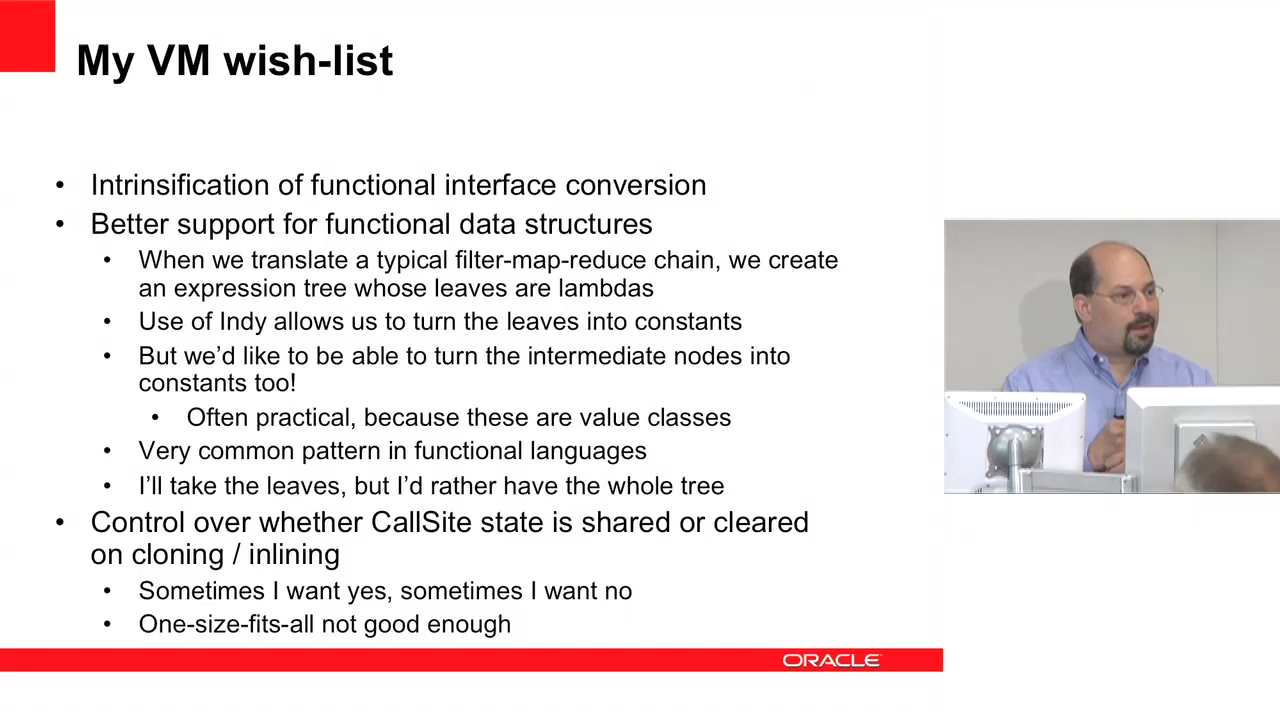 My VM wish-list
• Intrinsification of functional interface conversion
• Better support for functional data structures
• When we translate a typical filter-map-reduce chain, we create
an expression tree whose leaves are lambdas
• Use of Indy allows us to turn the leaves into constants
• But we’d like to be able to turn the intermediate nodes into
constants too!
• Often practical, because these are value classes
• Very common pattern in functional languages
• I’ll take the leaves, but I’d rather have the whole tree
• Control over whether CallSite state is shared or cleared
on cloning / inlining
• Sometimes I want yes, sometimes I want no
• One-size-fits-all not good enough
ORACLE